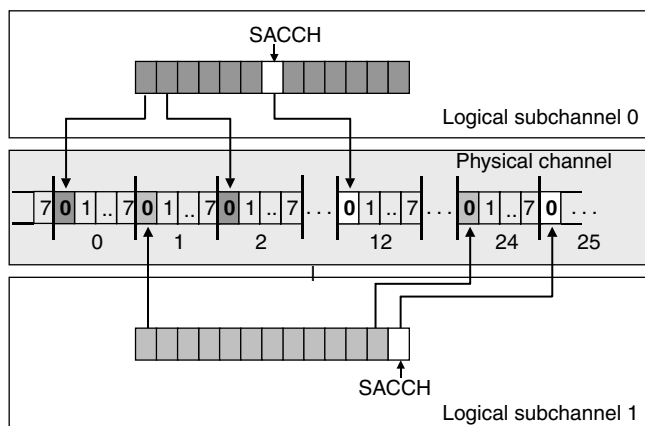 SACCH
Logical subchannel 0
Physical channel
7 0 1 .. 7 0 1 .. 7 0 1 .. 7 . . . 0 1 .. 7 . . . 0 1 .. 7 0 . . .
0 1 2 12 24 25
SACCH
Logical subchannel 1